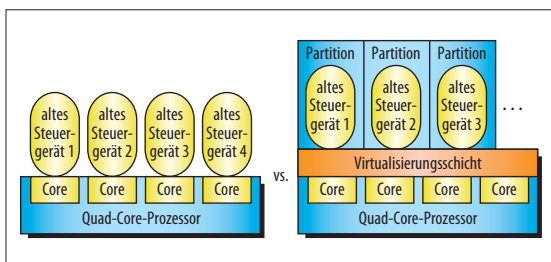 altes
Steuer-
gerät 1
altes
Steuer-
gerät 2
altes
Steuer-
gerät 3
altes
Steuer-
gerät 4
Core
Core
Core
Core
Quad-Core-Prozessor
vs.
Partition
Partition
Partition
altes
Steuer-
gerät 1
altes
Steuer-
gerät 2
altes
Steuer-
gerät 3
...
Virtualisierungsschicht
Core
Core
Core
Core
Quad-Core-Prozessor